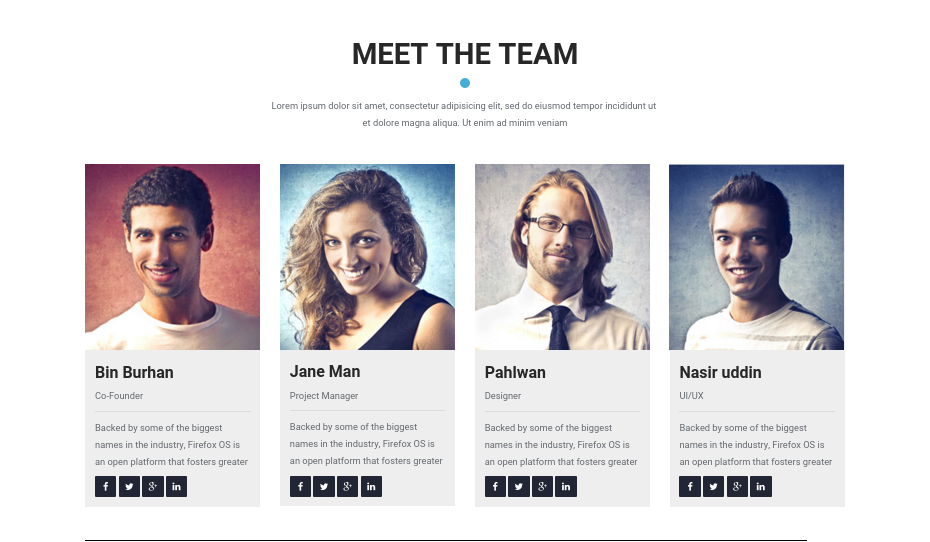 MEET THE TEAM
Lorem ipsum dolor sit amet, consectetur adipisicing elit, sed do eiusmod tempor incididunt ut
et dolore magna aliqua. Ut enim ad minim veniam
Bin Burhan
Co-Founder
Backed by some of the biggest
names in the industry, Firefox OS is
an open platform that fosters greater
Jane Man
Project Manager
Backed by some of the biggest
names in the industry, Firefox OS is
an open platform that fosters greater
Pahlwan
Designer
Backed by some of the biggest
names in the industry, Firefox OS is
an open platform that fosters greater
Nasir uddin
UI/UX
Backed by some of the biggest
names in the industry, Firefox OS is
an open platform that fosters greater